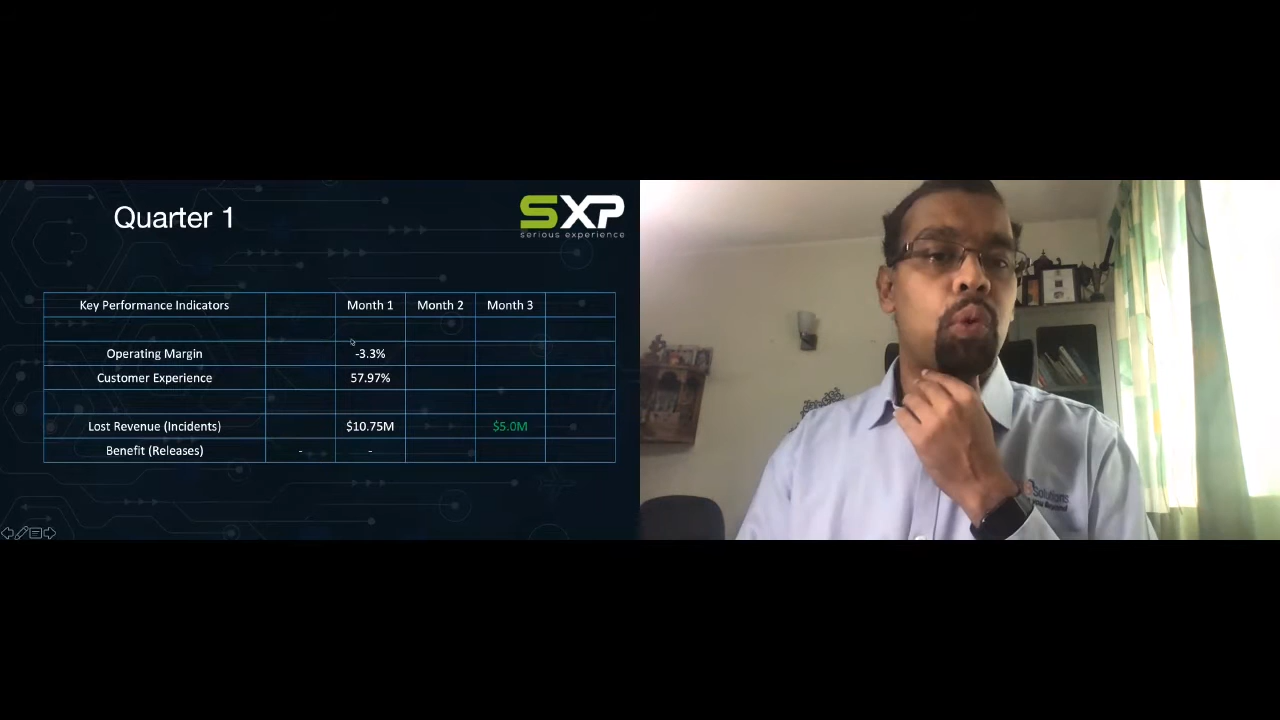 Quarter 1
SXP
serious experience
Key Performance Indicators Month 1 Month 2 Month 3
Operating Margin -3.3%
Customer Experience 57.97%
Lost Revenue (Incidents) $10.75M $5.0M
Benefit (Releases) - -
Solutions